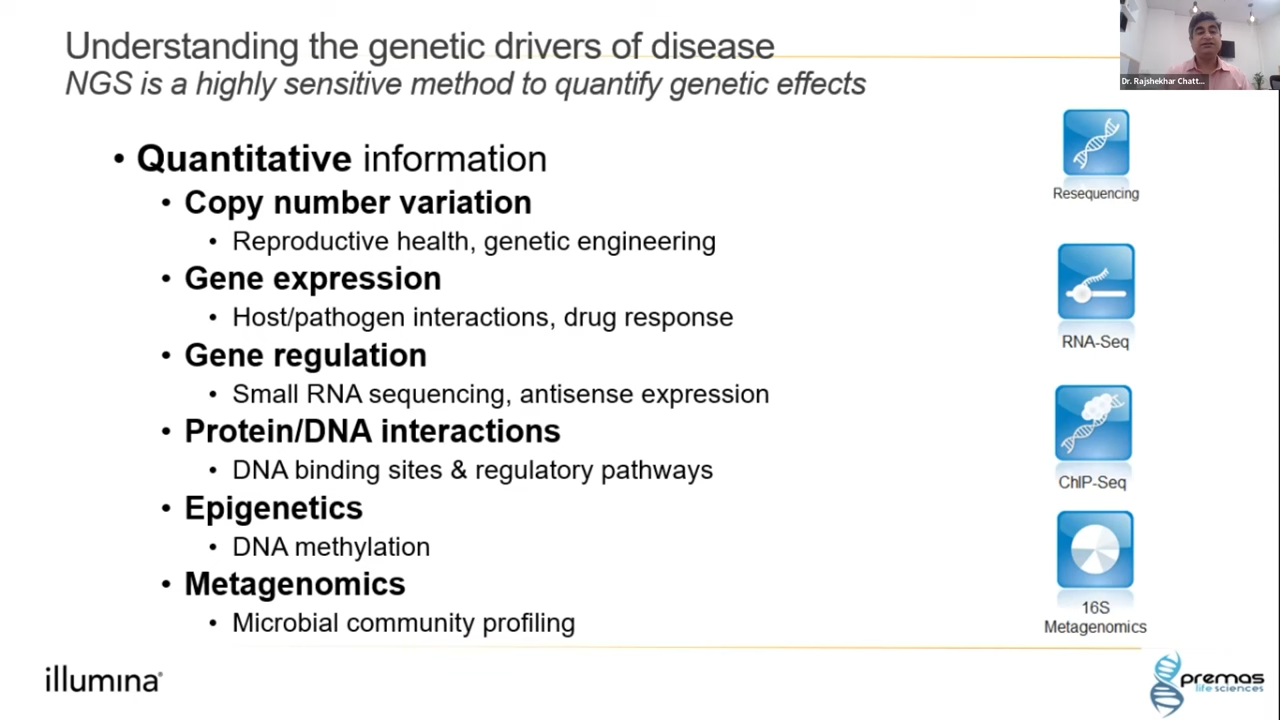 Understanding the genetic drivers of disease
NGS is a highly sensitive method to quantify genetic effects
Dr. Rajshekhar Chatt...
• Quantitative information
• Copy number variation
• Reproductive health, genetic engineering
• Gene expression
• Host/pathogen interactions, drug response
• Gene regulation
• Small RNA sequencing, antisense expression
• Protein/DNA interactions
• DNA binding sites & regulatory pathways
• Epigenetics
• DNA methylation
• Metagenomics
• Microbial community profiling
Resequencing
RNA-Seq
ChIP-Seq
16S
Metagenomics
illumina®
premas
life sciences